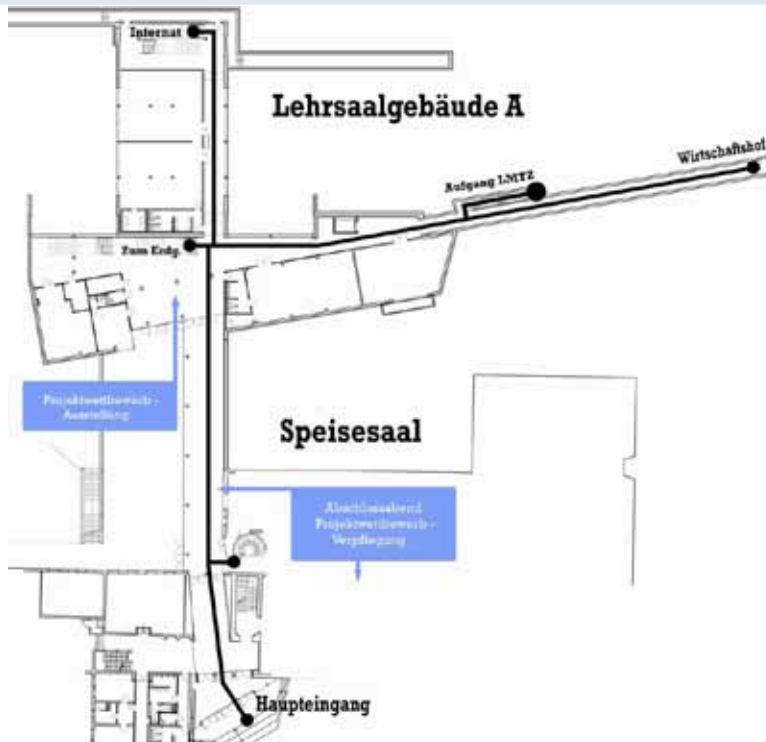 Internat
Lehrsaalgebäude A
Wirtschaftshof
Aufgang LMTZ
Zum Erdg.
Projektwettbewerb -
Ausstellung
Speisesaal
Abschlussabend
Projektwettbewerb -
Verpflegung
Haupteingang